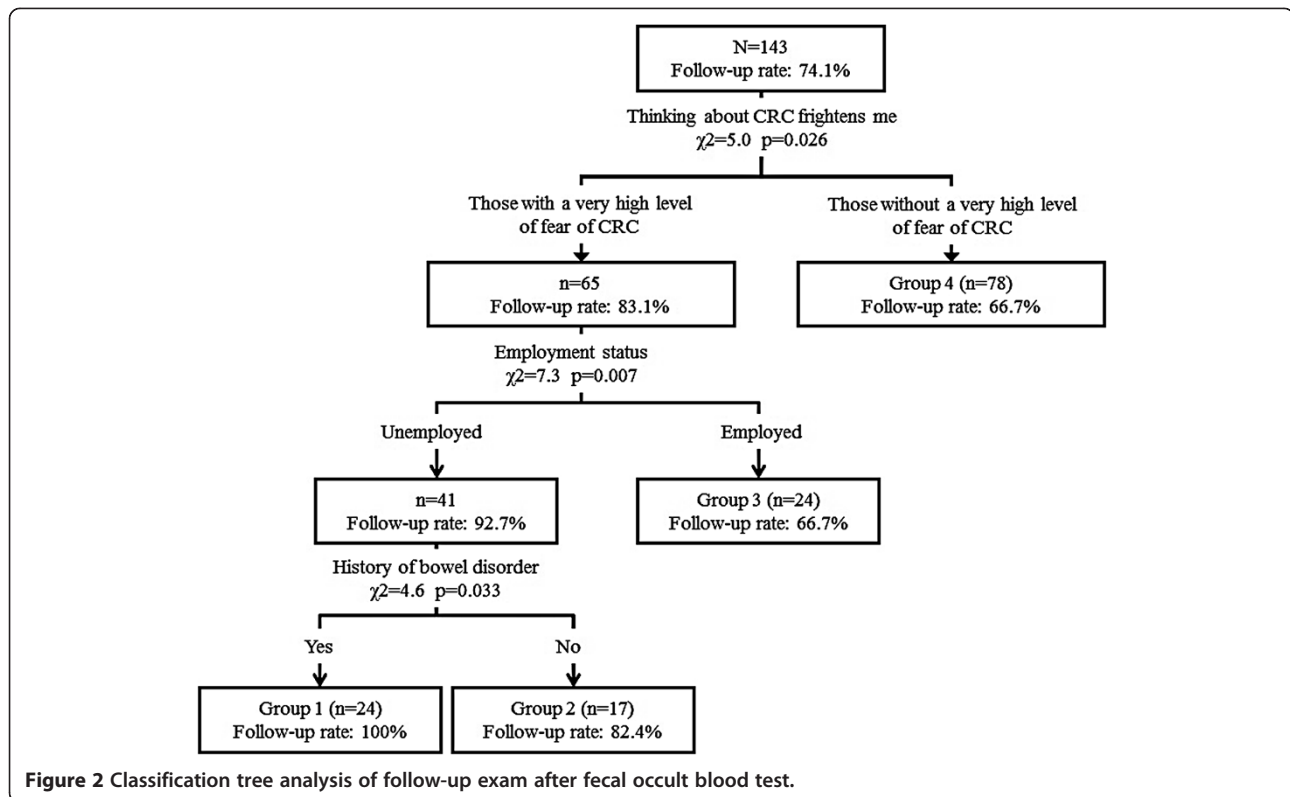 N=143
Follow-up rate: 74.1%
Thinking about CRC frightens me
χ2=5.0 p=0.026
Those with a very high level
of fear of CRC
Those without a very high level
of fear of CRC
n=65
Follow-up rate: 83.1%
Group 4 (n=78)
Follow-up rate: 66.7%
Employment status
χ2=7.3 p=0.007
Unemployed
Employed
n=41
Follow-up rate: 92.7%
Group 3 (n=24)
Follow-up rate: 66.7%
History of bowel disorder
χ2=4.6 p=0.033
Yes
No
Group 1 (n=24)
Follow-up rate: 100%
Group 2 (n=17)
Follow-up rate: 82.4%
Figure 2 Classification tree analysis of follow-up exam after fecal occult blood test.